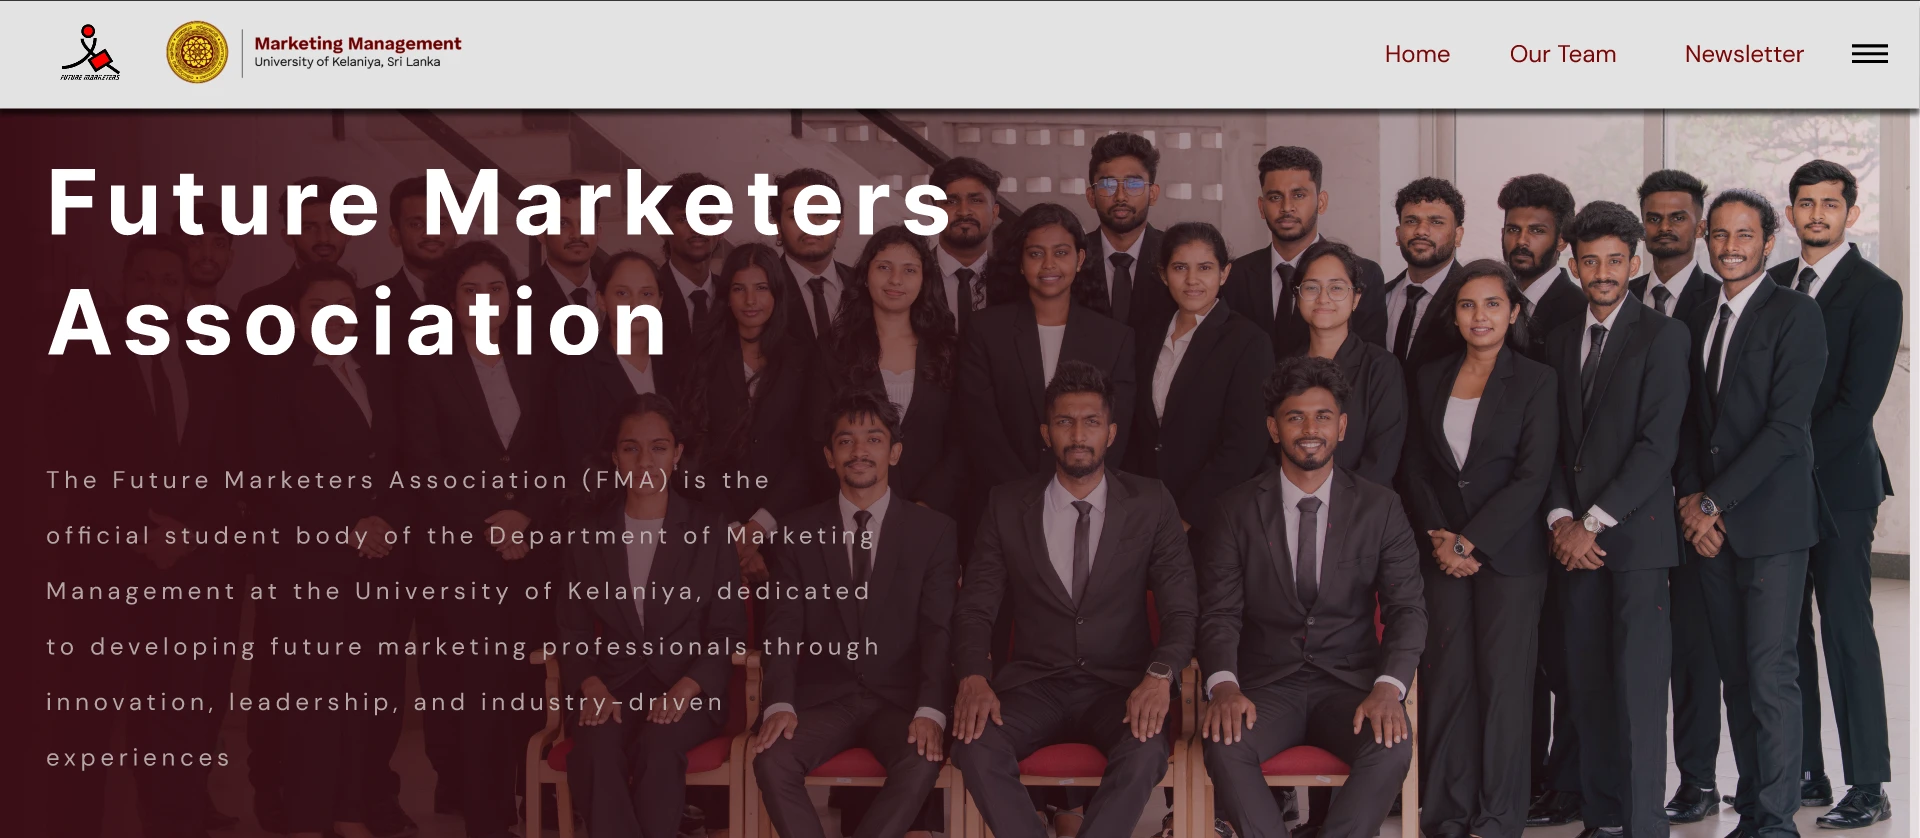 FUTURE MARKETERS
Marketing Management
University of Kelaniya, Sri Lanka
Home
Our Team
Newsletter
Future Marketers
Association
The Future Marketers Association (FMA) is the
official student body of the Department of Marketing
Management at the University of Kelaniya, dedicated
to developing future marketing professionals through
innovation, leadership, and industry-driven
experiences